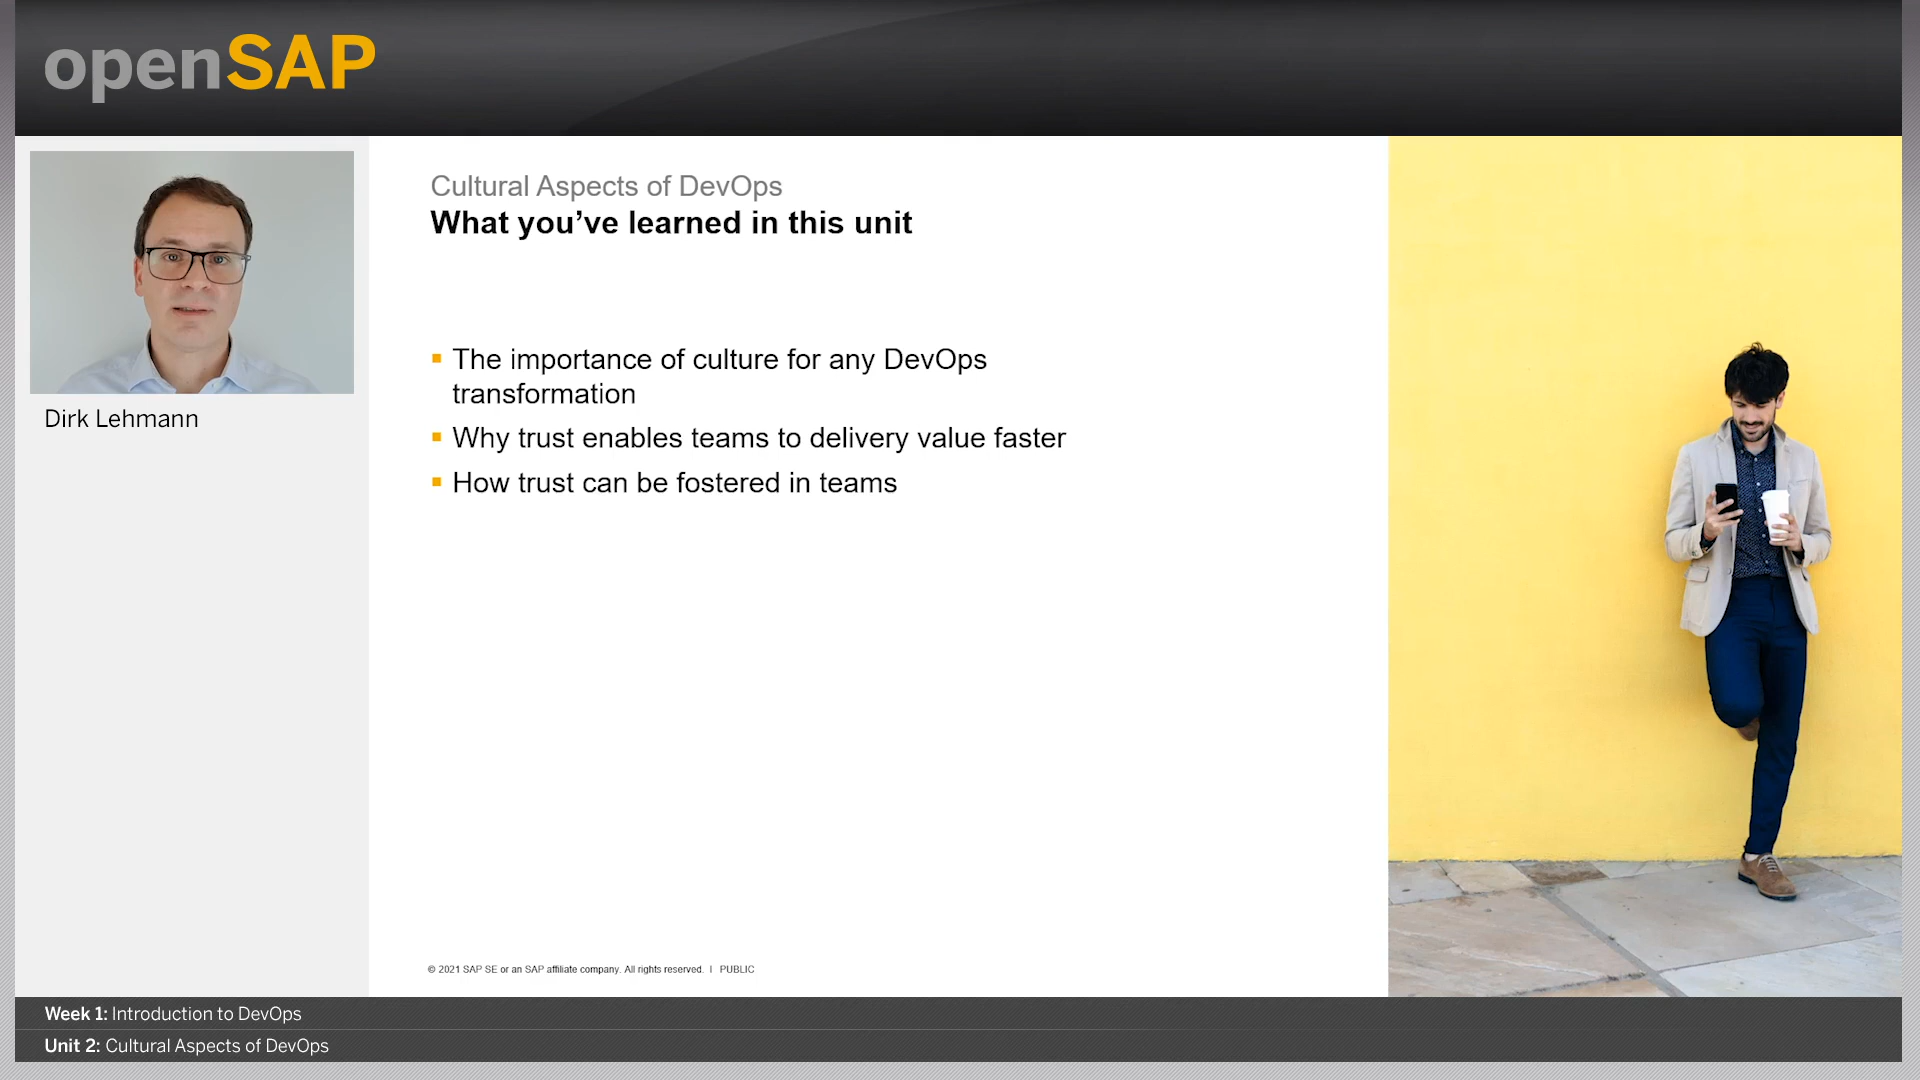 openSAP
Dirk Lehmann
Cultural Aspects of DevOps
What you’ve learned in this unit
▪ The importance of culture for any DevOps
transformation
▪ Why trust enables teams to delivery value faster
▪ How trust can be fostered in teams
© 2021 SAP SE or an SAP affiliate company. All rights reserved. | PUBLIC
Week 1: Introduction to DevOps
Unit 2: Cultural Aspects of DevOps